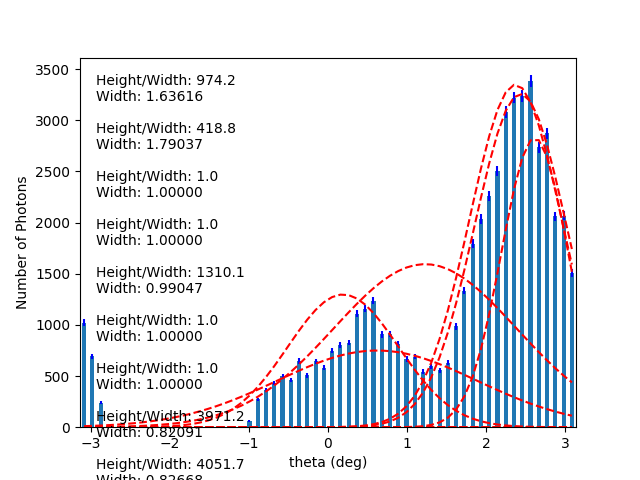 Height/Width: 974.2
Width: 1.63616
Height/Width: 418.8
Width: 1.79037
Height/Width: 1.0
Width: 1.00000
Height/Width: 1.0
Width: 1.00000
Height/Width: 1310.1
Width: 0.99047
Height/Width: 1.0
Width: 1.00000
Height/Width: 1.0
Width: 1.00000
Height/Width: 3971.2
Width: 0.82091
Height/Width: 4051.7
Width: 0.82668
Number of Photons
3500
3000
2500
2000
1500
1000
500
0
−3 −2 −1 0 1 2 3
theta (deg)